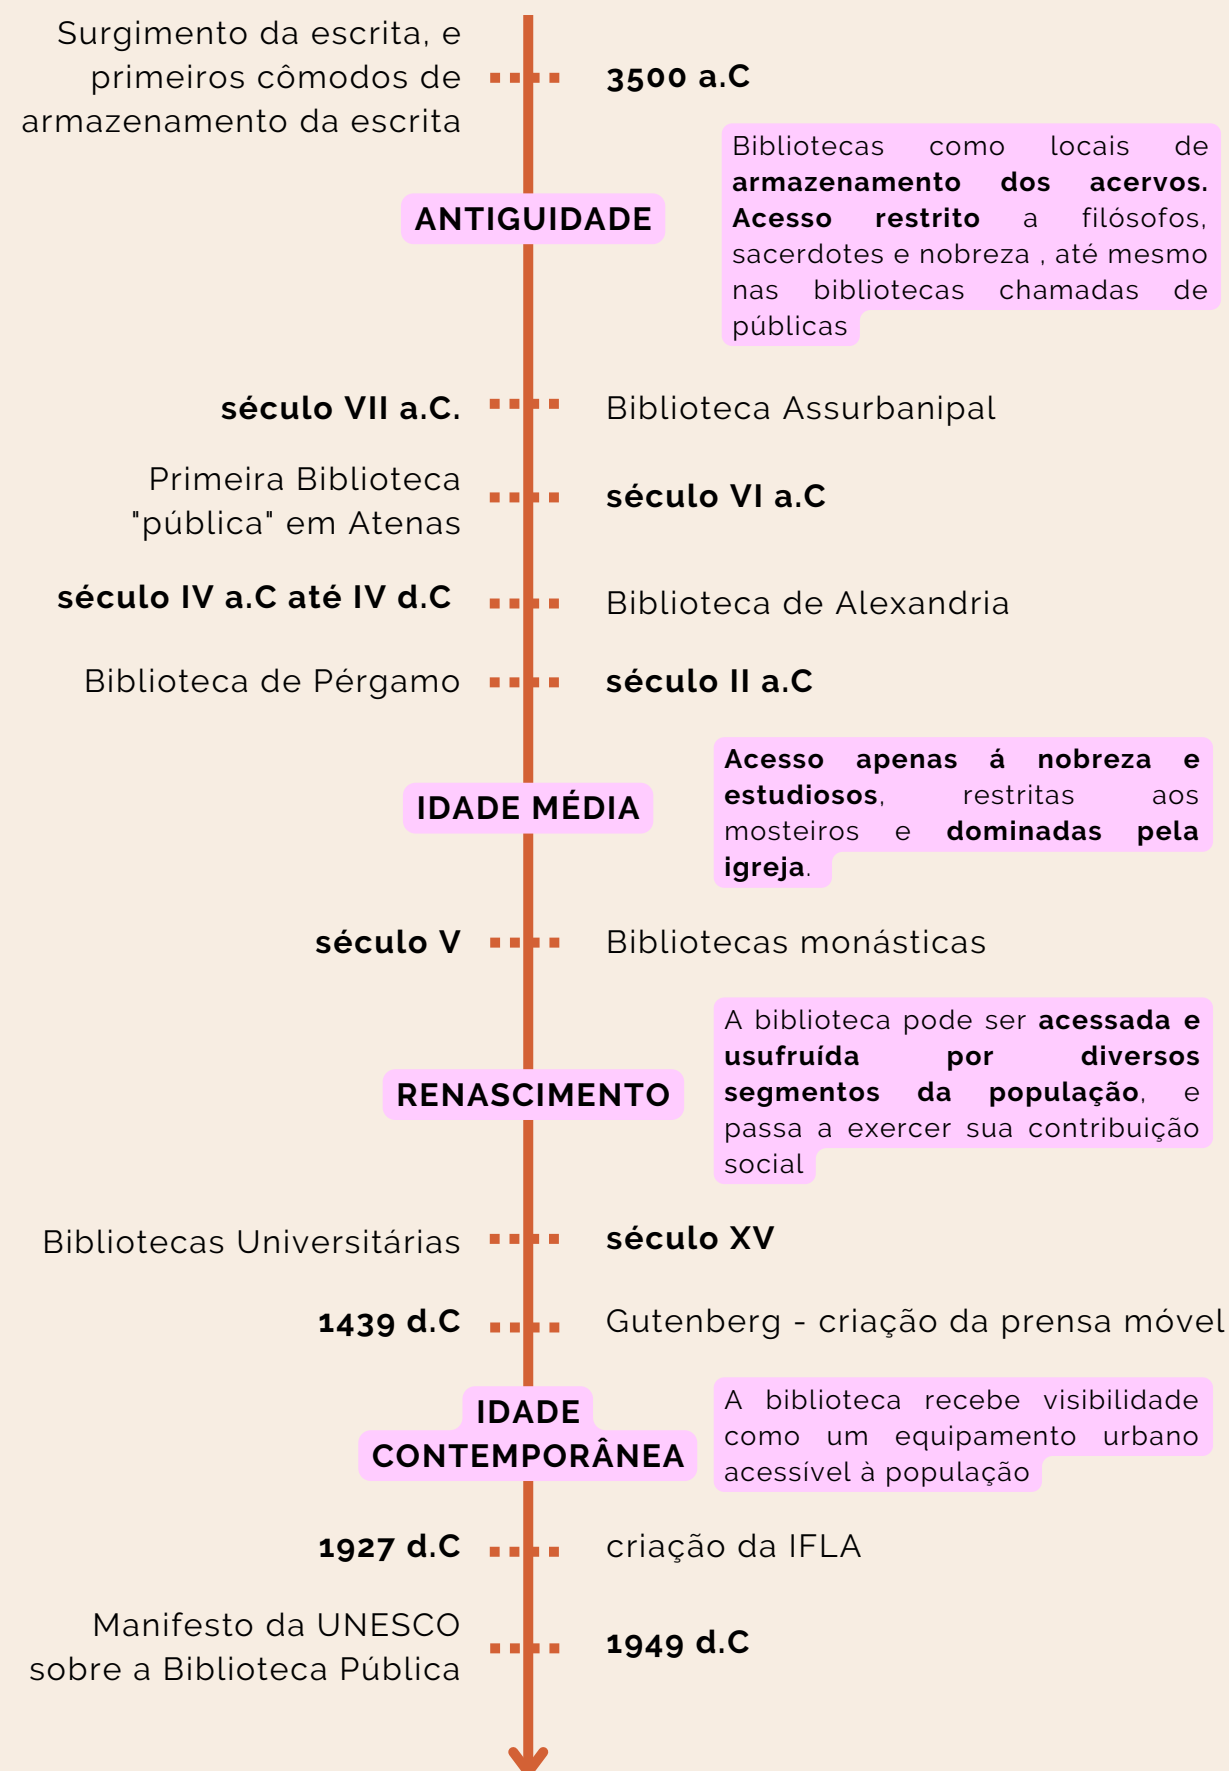 Surgimento da escrita, e
primeiros cômodos de
armazenamento da escrita
3500 a.C
ANTIGUIDADE
Bibliotecas como locais de
armazenamento dos acervos.
Acesso restrito a filósofos,
sacerdotes e nobreza , até mesmo
nas bibliotecas chamadas de
públicas
século VII a.C.
Biblioteca Assurbanipal
Primeira Biblioteca
"pública" em Atenas
século VI a.C
século IV a.C até IV d.C
Biblioteca de Alexandria
Biblioteca de Pérgamo
século II a.C
IDADE MÉDIA
Acesso apenas á nobreza e
estudiosos, restritas aos
mosteiros e dominadas pela
igreja.
século V
Bibliotecas monásticas
RENASCIMENTO
A biblioteca pode ser acessada e
usufruída por diversos
segmentos da população, e
passa a exercer sua contribuição
social
Bibliotecas Universitárias
século XV
1439 d.C
Gutenberg - criação da prensa móvel
IDADE
CONTEMPORÂNEA
A biblioteca recebe visibilidade
como um equipamento urbano
acessível à população
1927 d.C
criação da IFLA
Manifesto da UNESCO
sobre a Biblioteca Pública
1949 d.C